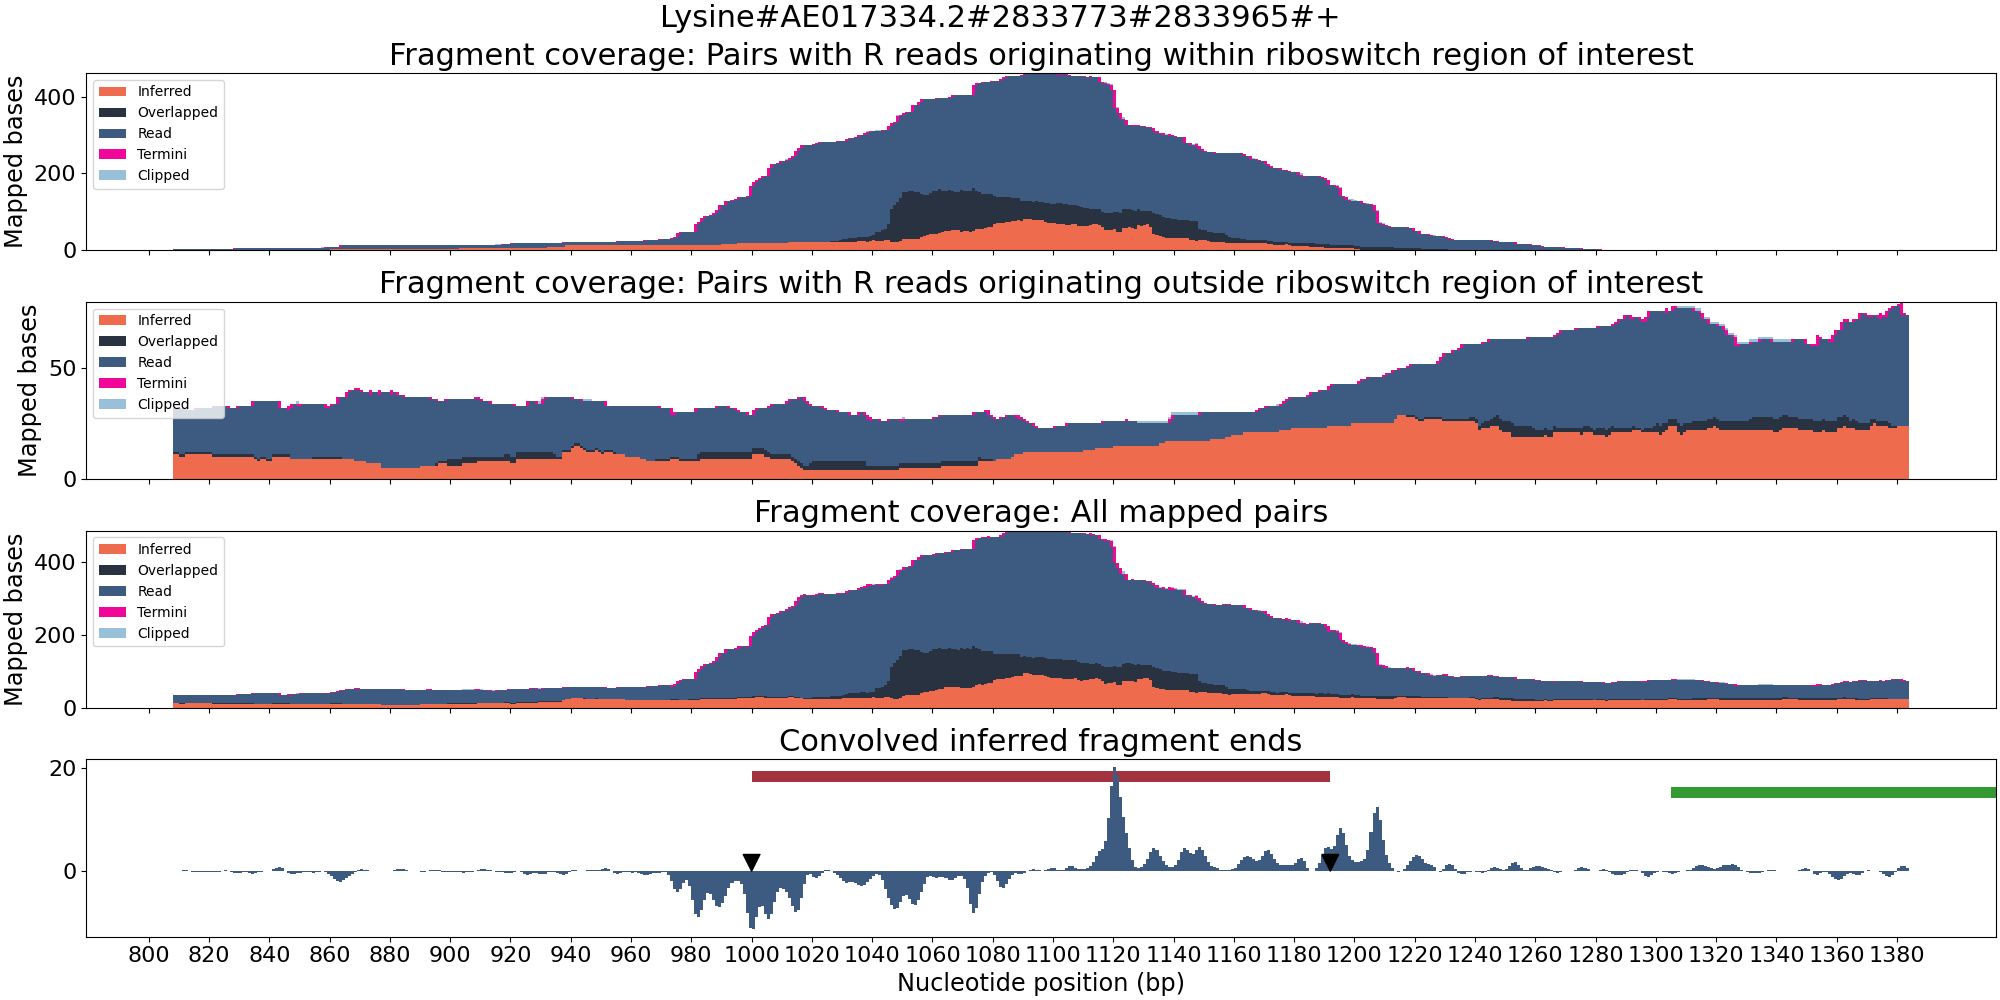 Lysine#AE017334.2#2833773#2833965#+
Fragment coverage: Pairs with R reads originating within riboswitch region of interest
Mapped bases
400
200
0
Inferred
Overlapped
Read
Termini
Clipped
Fragment coverage: Pairs with R reads originating outside riboswitch region of interest
Mapped bases
50
0
Inferred
Overlapped
Read
Termini
Clipped
Fragment coverage: All mapped pairs
Mapped bases
400
200
0
Inferred
Overlapped
Read
Termini
Clipped
Convolved inferred fragment ends
20
0
800 820 840 860 880 900 920 940 960 980 1000 1020 1040 1060 1080 1100 1120 1140 1160 1180 1200 1220 1240 1260 1280 1300 1320 1340 1360 1380
Nucleotide position (bp)